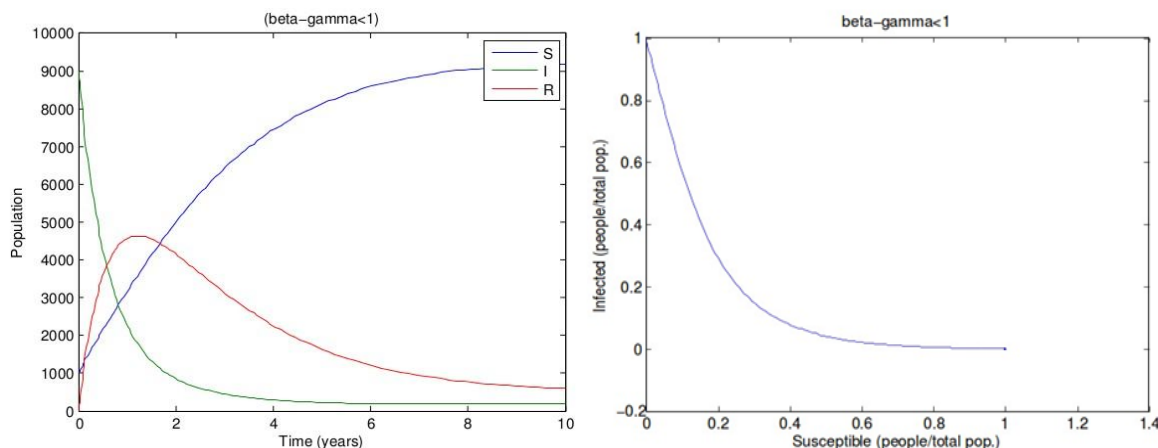 (beta-gamma<1)
10000
9000
8000
7000
6000
5000
4000
3000
2000
1000
0
Population
S
I
R
0 2 4 6 8 10
Time (years)
beta-gamma<1
1
0.8
0.6
0.4
0.2
0
-0.2
Infected (people/total pop.)
0 0.2 0.4 0.6 0.8 1 1.2 1.4
Susceptible (people/total pop.)